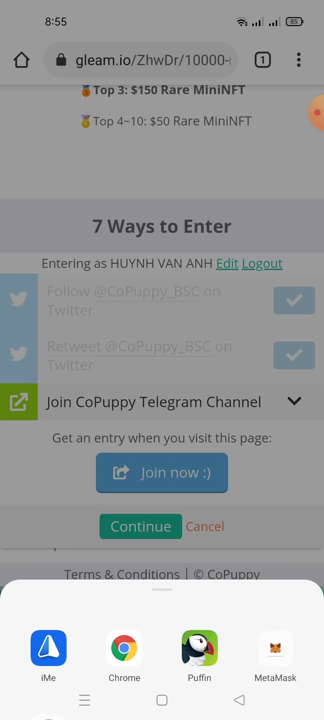 8:55
85
gleam.io/ZhwDr/10000-
1
Top 3: $150 Rare MiniNFT
Top 4~10: $50 Rare MiniNFT
7 Ways to Enter
Entering as HUYNH VAN ANH Edit Logout
Follow @CoPuppy_BSC on
Twitter
Retweet @CoPuppy_BSC on
Twitter
Join CoPuppy Telegram Channel
Get an entry when you visit this page:
Join now :)
Continue Cancel
Terms & Conditions | © CoPuppy
iMe Chrome Puffin MetaMask